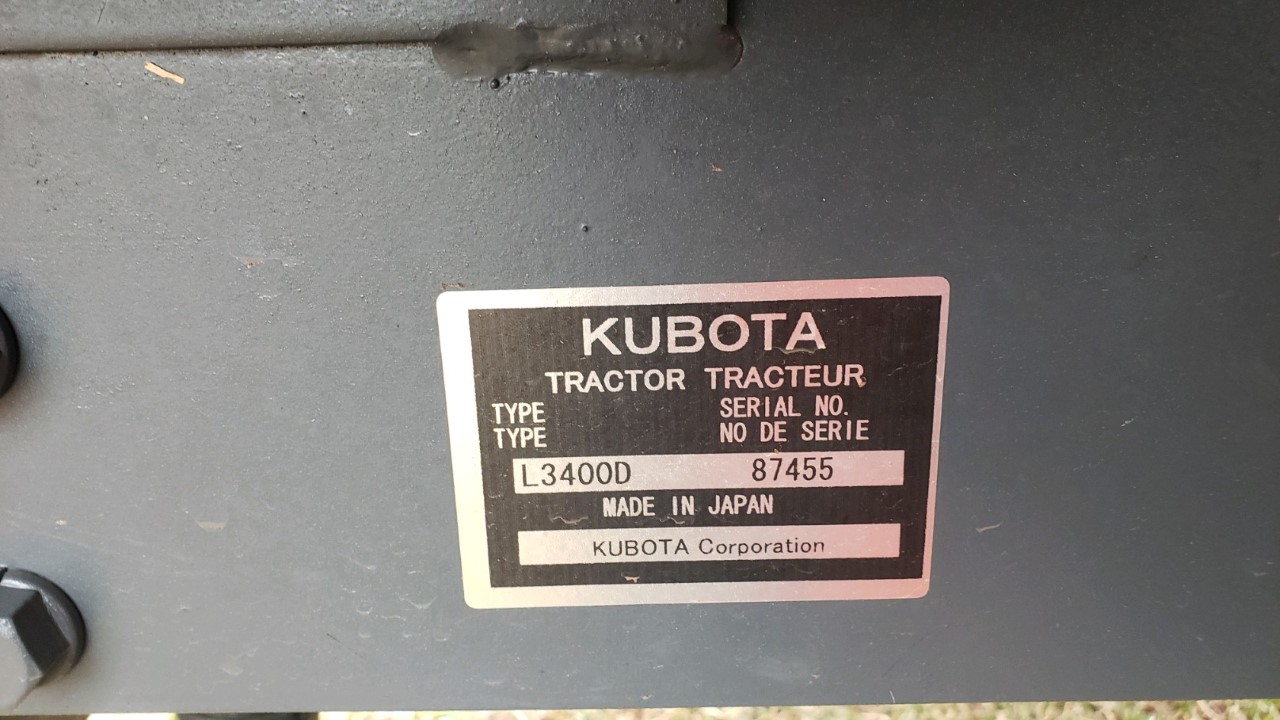 KUBOTA
TRACTOR TRACTEUR
TYPE SERIAL NO.
TYPE NO DE SERIE
L3400D 87455
MADE IN JAPAN
KUBOTA Corporation